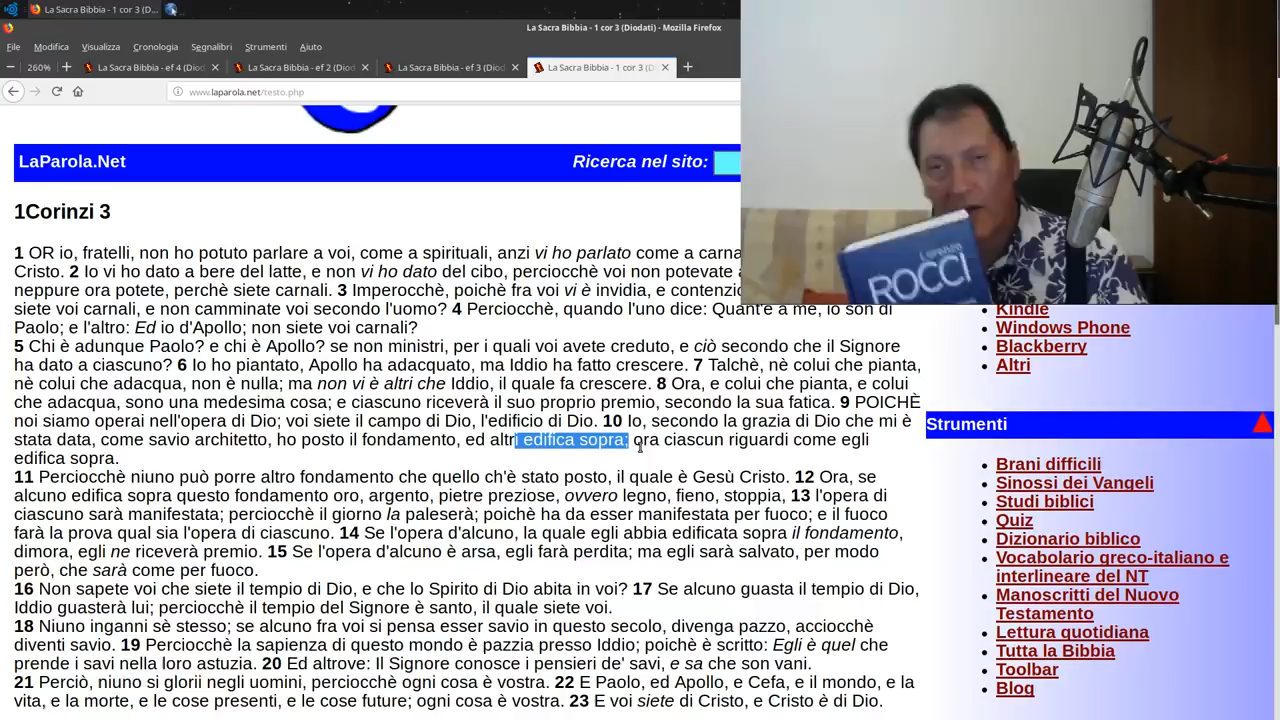 La Sacra Bibbia - 1 cor 3 (D...
La Sacra Bibbia - 1 cor 3 (Diodati) - Mozilla Firefox
File Modifica Visualizza Cronologia Segnalibri Strumenti Aiuto
260% La Sacra Bibbia - ef 4 (Diod La Sacra Bibbia - ef 2 (Diod La Sacra Bibbia - ef 3 (Diod La Sacra Bibbia - 1 cor 3 (Di
www.laparola.net/testo.php
LaParola.Net Ricerca nel sito:
ROCCI
1Corinzi 3
1 OR io, fratelli, non ho potuto parlare a voi, come a spirituali, anzi vi ho parlato come a carna
Cristo. 2 Io vi ho dato a bere del latte, e non vi ho dato del cibo, perciocchè voi non potevate a
neppure ora potete, perchè siete carnali. 3 Imperocchè, poichè fra voi vi è invidia, e contenzio
siete voi carnali, e non camminate voi secondo l'uomo? 4 Perciocchè, quando l'uno dice: Quant'è a me, io son di
Paolo; e l'altro: Ed io d'Apollo; non siete voi carnali?
5 Chi è adunque Paolo? e chi è Apollo? se non ministri, per i quali voi avete creduto, e ciò secondo che il Signore
ha dato a ciascuno? 6 Io ho piantato, Apollo ha adacquato, ma Iddio ha fatto crescere. 7 Talchè, nè colui che pianta,
nè colui che adacqua, non è nulla; ma non vi è altri che Iddio, il quale fa crescere. 8 Ora, e colui che pianta, e colui
che adacqua, sono una medesima cosa; e ciascuno riceverà il suo proprio premio, secondo la sua fatica. 9 POICHÈ
noi siamo operai nell'opera di Dio; voi siete il campo di Dio, l'edificio di Dio. 10 Io, secondo la grazia di Dio che mi è
stata data, come savio architetto, ho posto il fondamento, ed altri edifica sopra; ora ciascun riguardi come egli
edifica sopra.
11 Perciocchè niuno può porre altro fondamento che quello ch'è stato posto, il quale è Gesù Cristo. 12 Ora, se
alcuno edifica sopra questo fondamento oro, argento, pietre preziose, ovvero legno, fieno, stoppia, 13 l'opera di
ciascuno sarà manifestata; perciocchè il giorno la paleserà; poichè ha da esser manifestata per fuoco; e il fuoco
farà la prova qual sia l'opera di ciascuno. 14 Se l'opera d'alcuno, la quale egli abbia edificata sopra il fondamento,
dimora, egli ne riceverà premio. 15 Se l'opera d'alcuno è arsa, egli farà perdita; ma egli sarà salvato, per modo
però, che sarà come per fuoco.
16 Non sapete voi che siete il tempio di Dio, e che lo Spirito di Dio abita in voi? 17 Se alcuno guasta il tempio di Dio,
Iddio guasterà lui; perciocchè il tempio del Signore è santo, il quale siete voi.
18 Niuno inganni sè stesso; se alcuno fra voi si pensa esser savio in questo secolo, divenga pazzo, acciocchè
diventi savio. 19 Perciocchè la sapienza di questo mondo è pazzia presso Iddio; poichè è scritto: Egli è quel che
prende i savi nella loro astuzia. 20 Ed altrove: Il Signore conosce i pensieri de' savi, e sa che son vani.
21 Perciò, niuno si glorii negli uomini, perciocchè ogni cosa è vostra. 22 E Paolo, ed Apollo, e Cefa, e il mondo, e la
vita, e la morte, e le cose presenti, e le cose future; ogni cosa è vostra. 23 E voi siete di Cristo, e Cristo è di Dio.
Kindle
Windows Phone
Blackberry
Altri
Strumenti
Brani difficili
Sinossi dei Vangeli
Studi biblici
Quiz
Dizionario biblico
Vocabolario greco-italiano e
interlineare del NT
Manoscritti del Nuovo
Testamento
Lettura quotidiana
Tutta la Bibbia
Toolbar
Blog